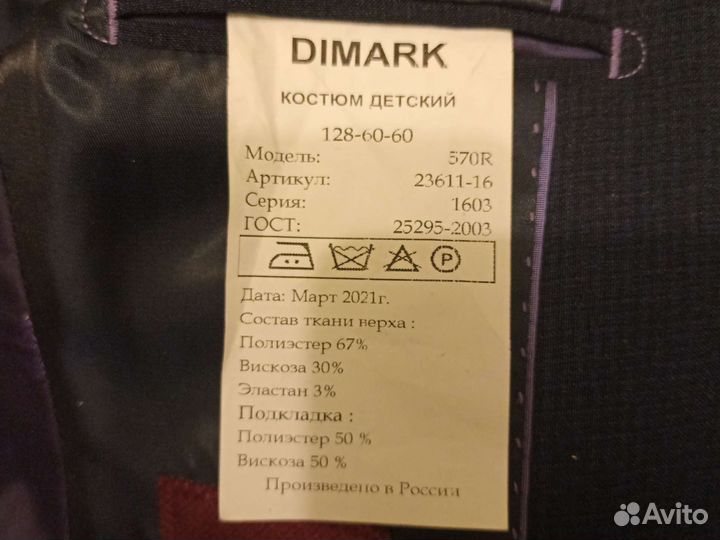 DIMARK
КОСТЮМ ДЕТСКИЙ
128-60-60
Модель: 570R
Артикул: 23611-16
Серия: 1603
ГОСТ: 25295-2003
P
Дата: Март 2021г.
Состав ткани верха :
Полиэстер 67%
Вискоза 30%
Эластан 3%
Подкладка :
Полиэстер 50 %
Вискоза 50 %
Произведено в России
Avito